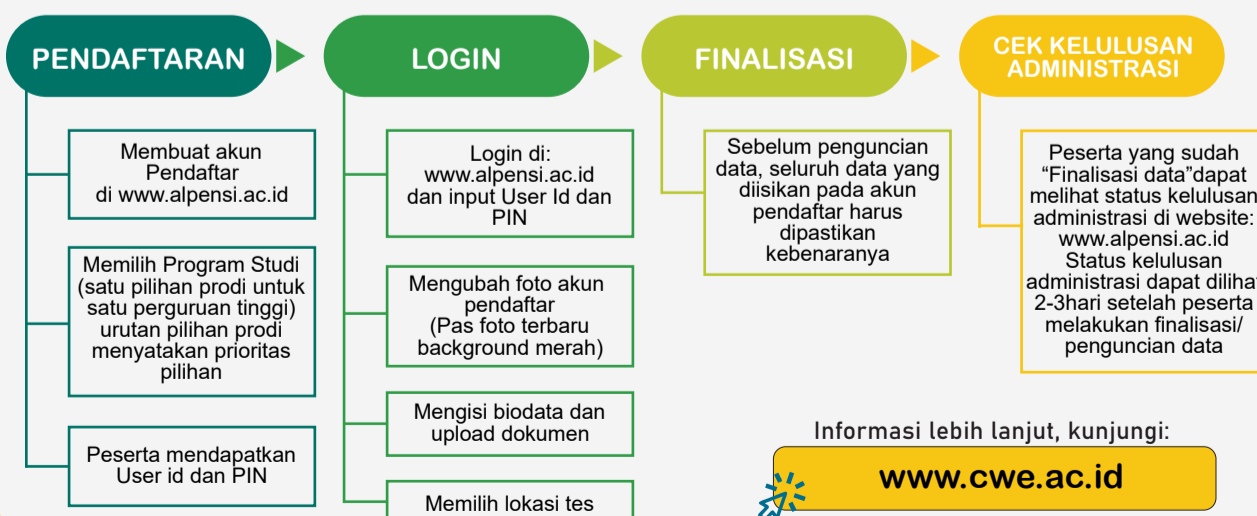 PENDAFTARAN
Membuat akun
Pendaftar
di www.alpensi.ac.id
Memilih Program Studi
(satu pilihan prodi untuk
satu perguruan tinggi)
urutan pilihan prodi
menyatakan prioritas
pilihan
Peserta mendapatkan
User id dan PIN
LOGIN
Login di:
www.alpensi.ac.id
dan input User Id dan
PIN
Mengubah foto akun
pendaftar
(Pas foto terbaru
background merah)
Mengisi biodata dan
upload dokumen
Memilih lokasi tes
FINALISASI
Sebelum penguncian
data, seluruh data yang
diisikan pada akun
pendaftar harus
dipastikan
kebenaranya
CEK KELULUSAN
ADMINISTRASI
Peserta yang sudah
“Finalisasi data”dapat
melihat status kelulusan
administrasi di website:
www.alpensi.ac.id
Status kelulusan
administrasi dapat dilihat
2-3hari setelah peserta
melakukan finalisasi/
penguncian data
Informasi lebih lanjut, kunjungi:
www.cwe.ac.id